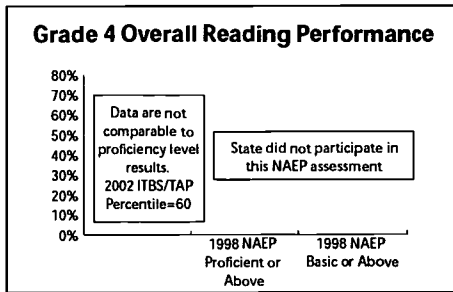 Grade 4 Overall Reading Performance
80%
70%
60%
50%
40%
30%
20%
10%
0%
Data are not
comparable to
proficiency level
results.
2002 ITBS/TAP
Percentile=60
State did not participate in
this NAEP assessment
1998 NAEP
Proficient or
Above
1998 NAEP
Basic or Above